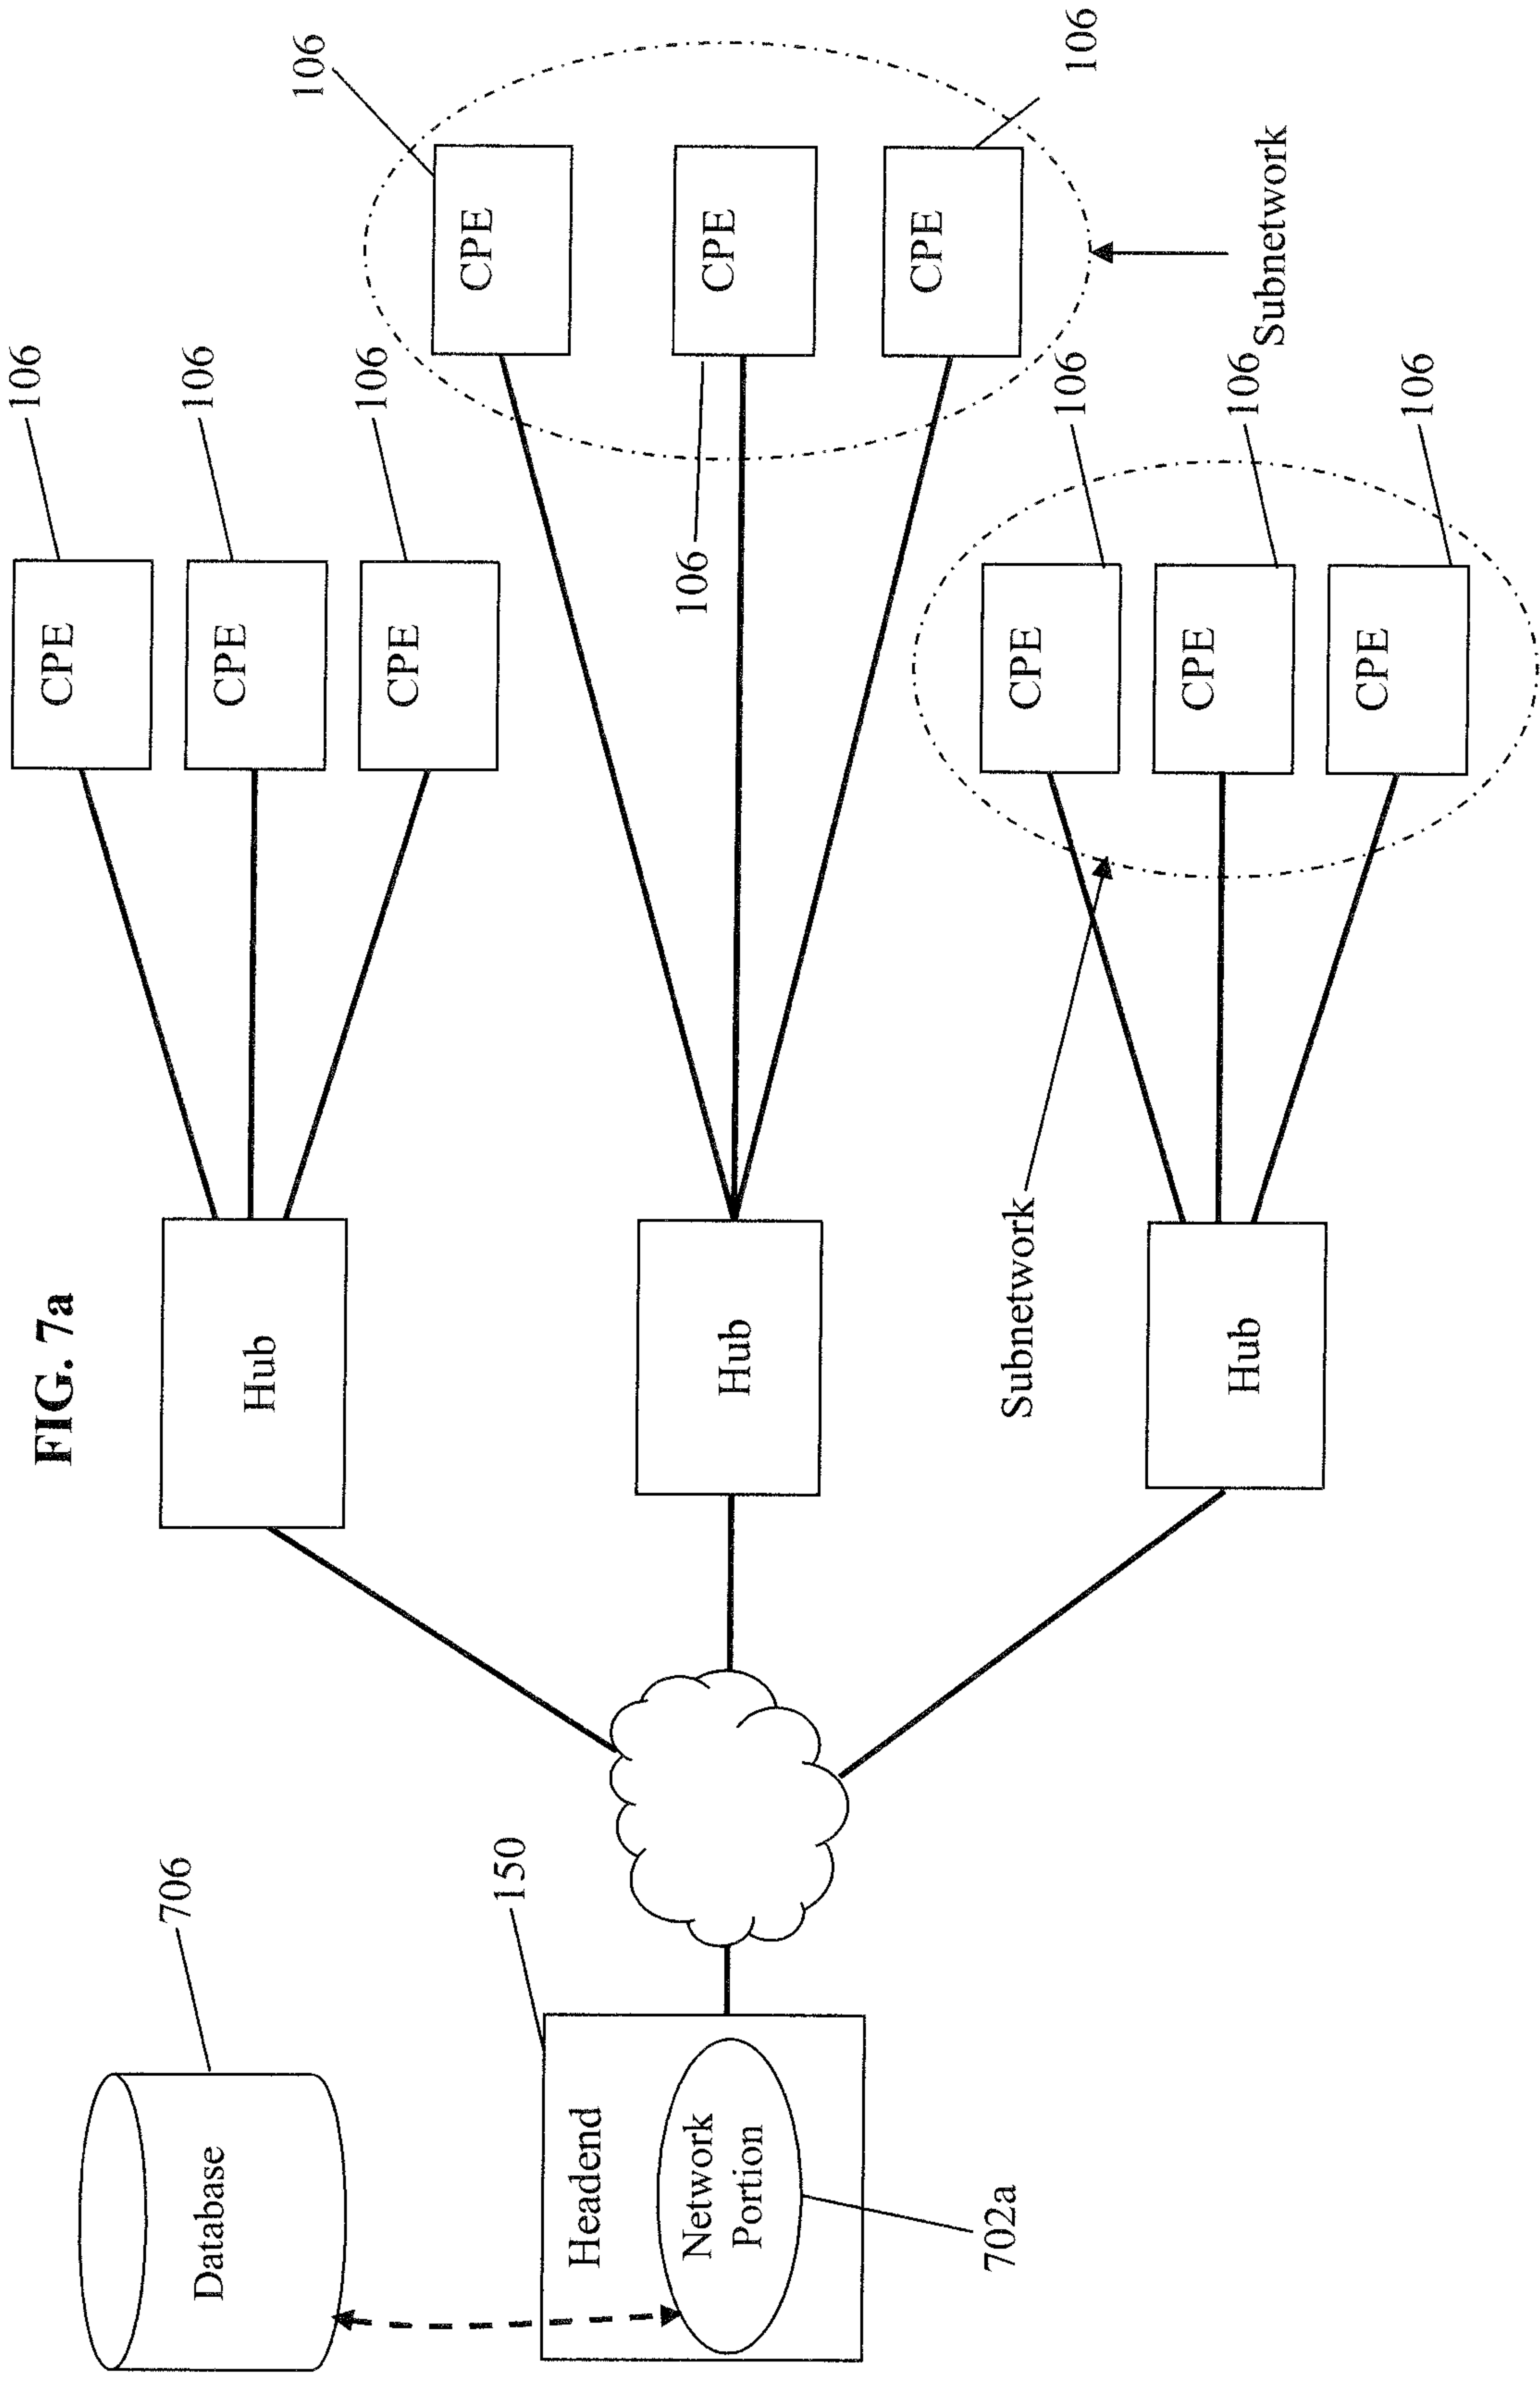 FIG. 7a
706
Database
150
Headend
Network
Portion
702a
Hub
Hub
Hub
CPE
106
CPE
106
CPE
106
CPE
106
CPE
106
CPE
106
Subnetwork
Subnetwork
CPE
106
CPE
106
CPE
106